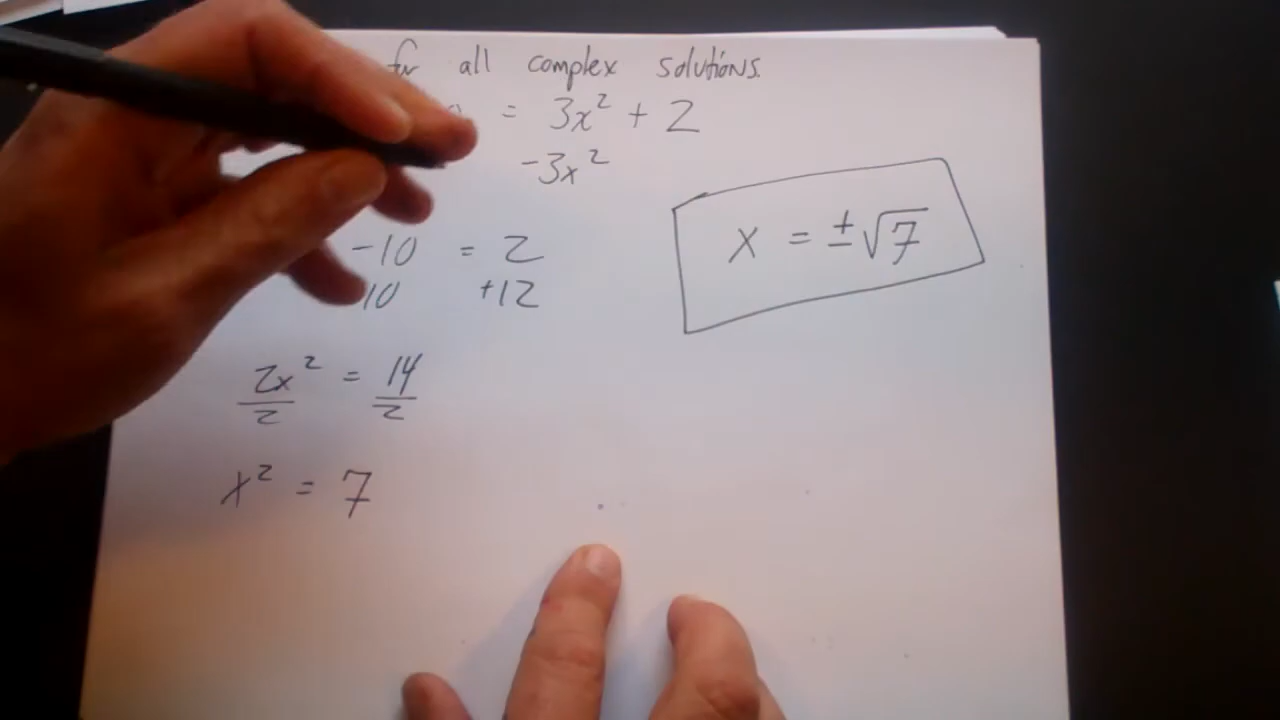 for all complex solutions.
= 3x² + 2
-3x²
-10 = 2
10 +12
2x² = 14
2 2
x² = 7
x = ±√7